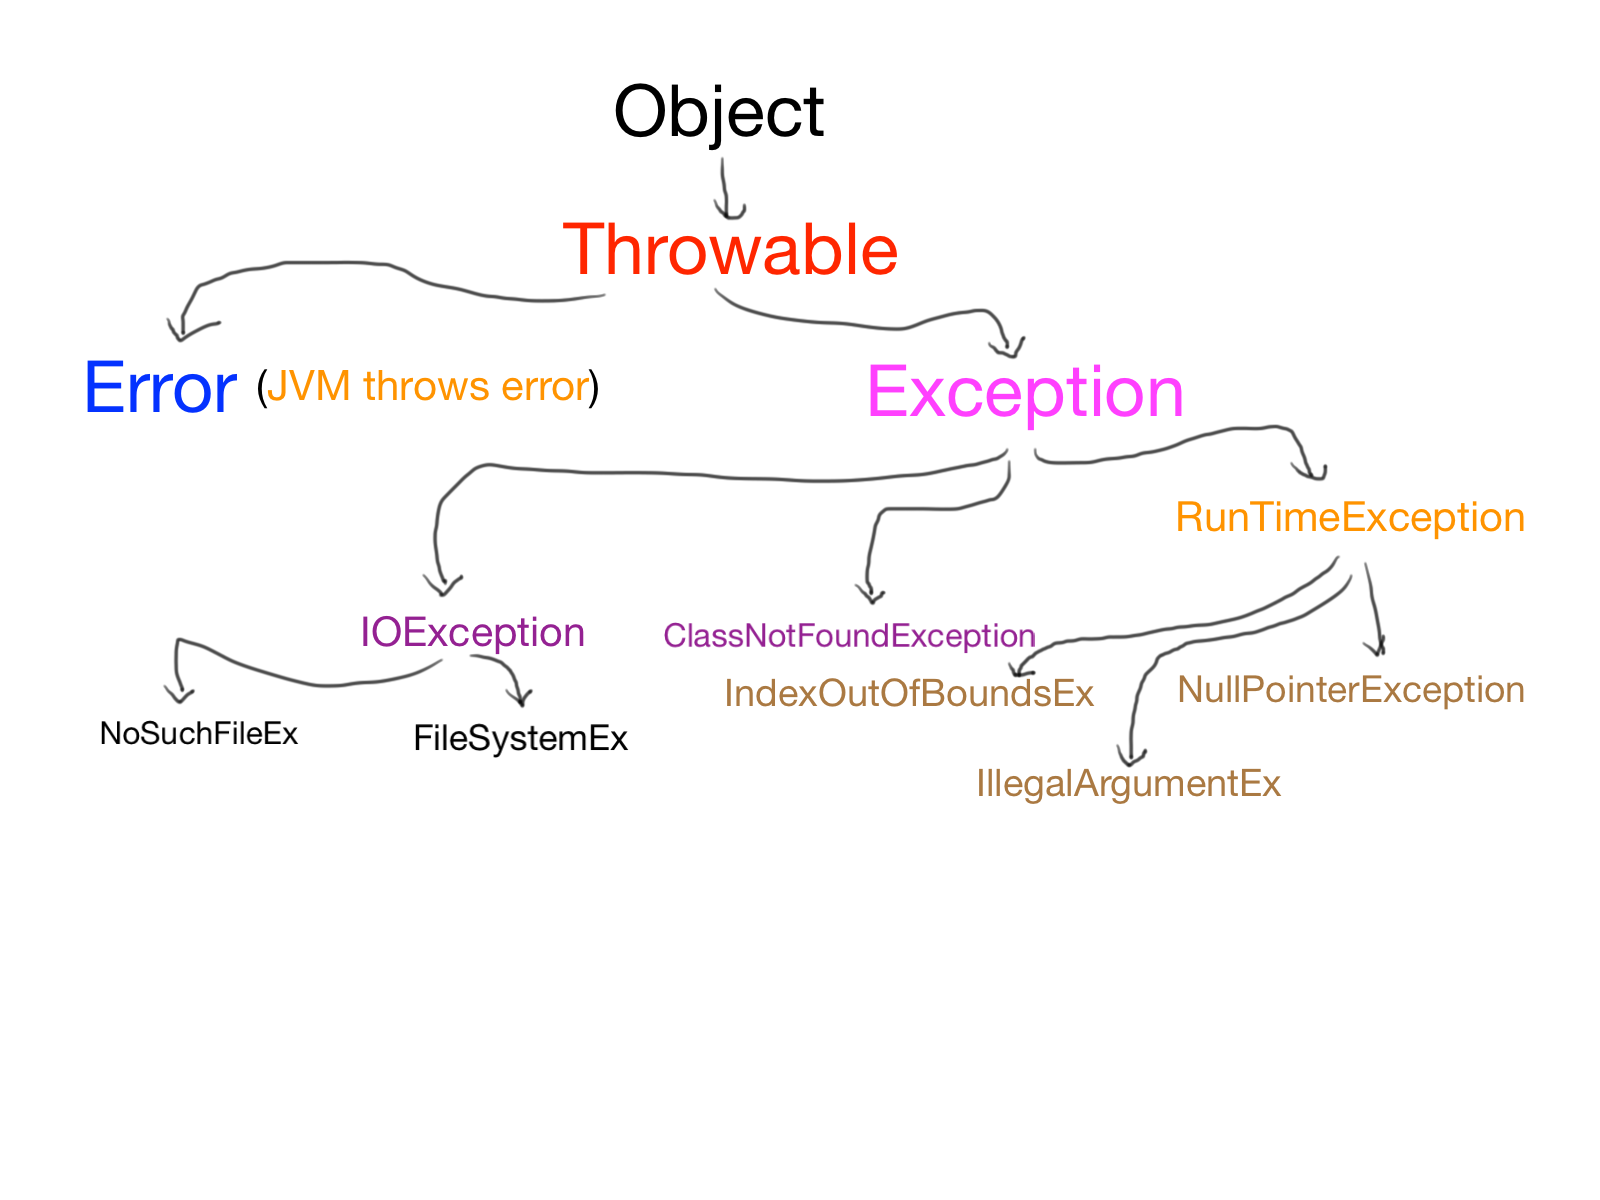 Object
Throwable
Error (JVM throws error)
Exception
RunTimeException
IOException
ClassNotFoundException
IndexOutOfBoundsEx
NullPointerException
NoSuchFileEx
FileSystemEx
IllegalArgumentEx